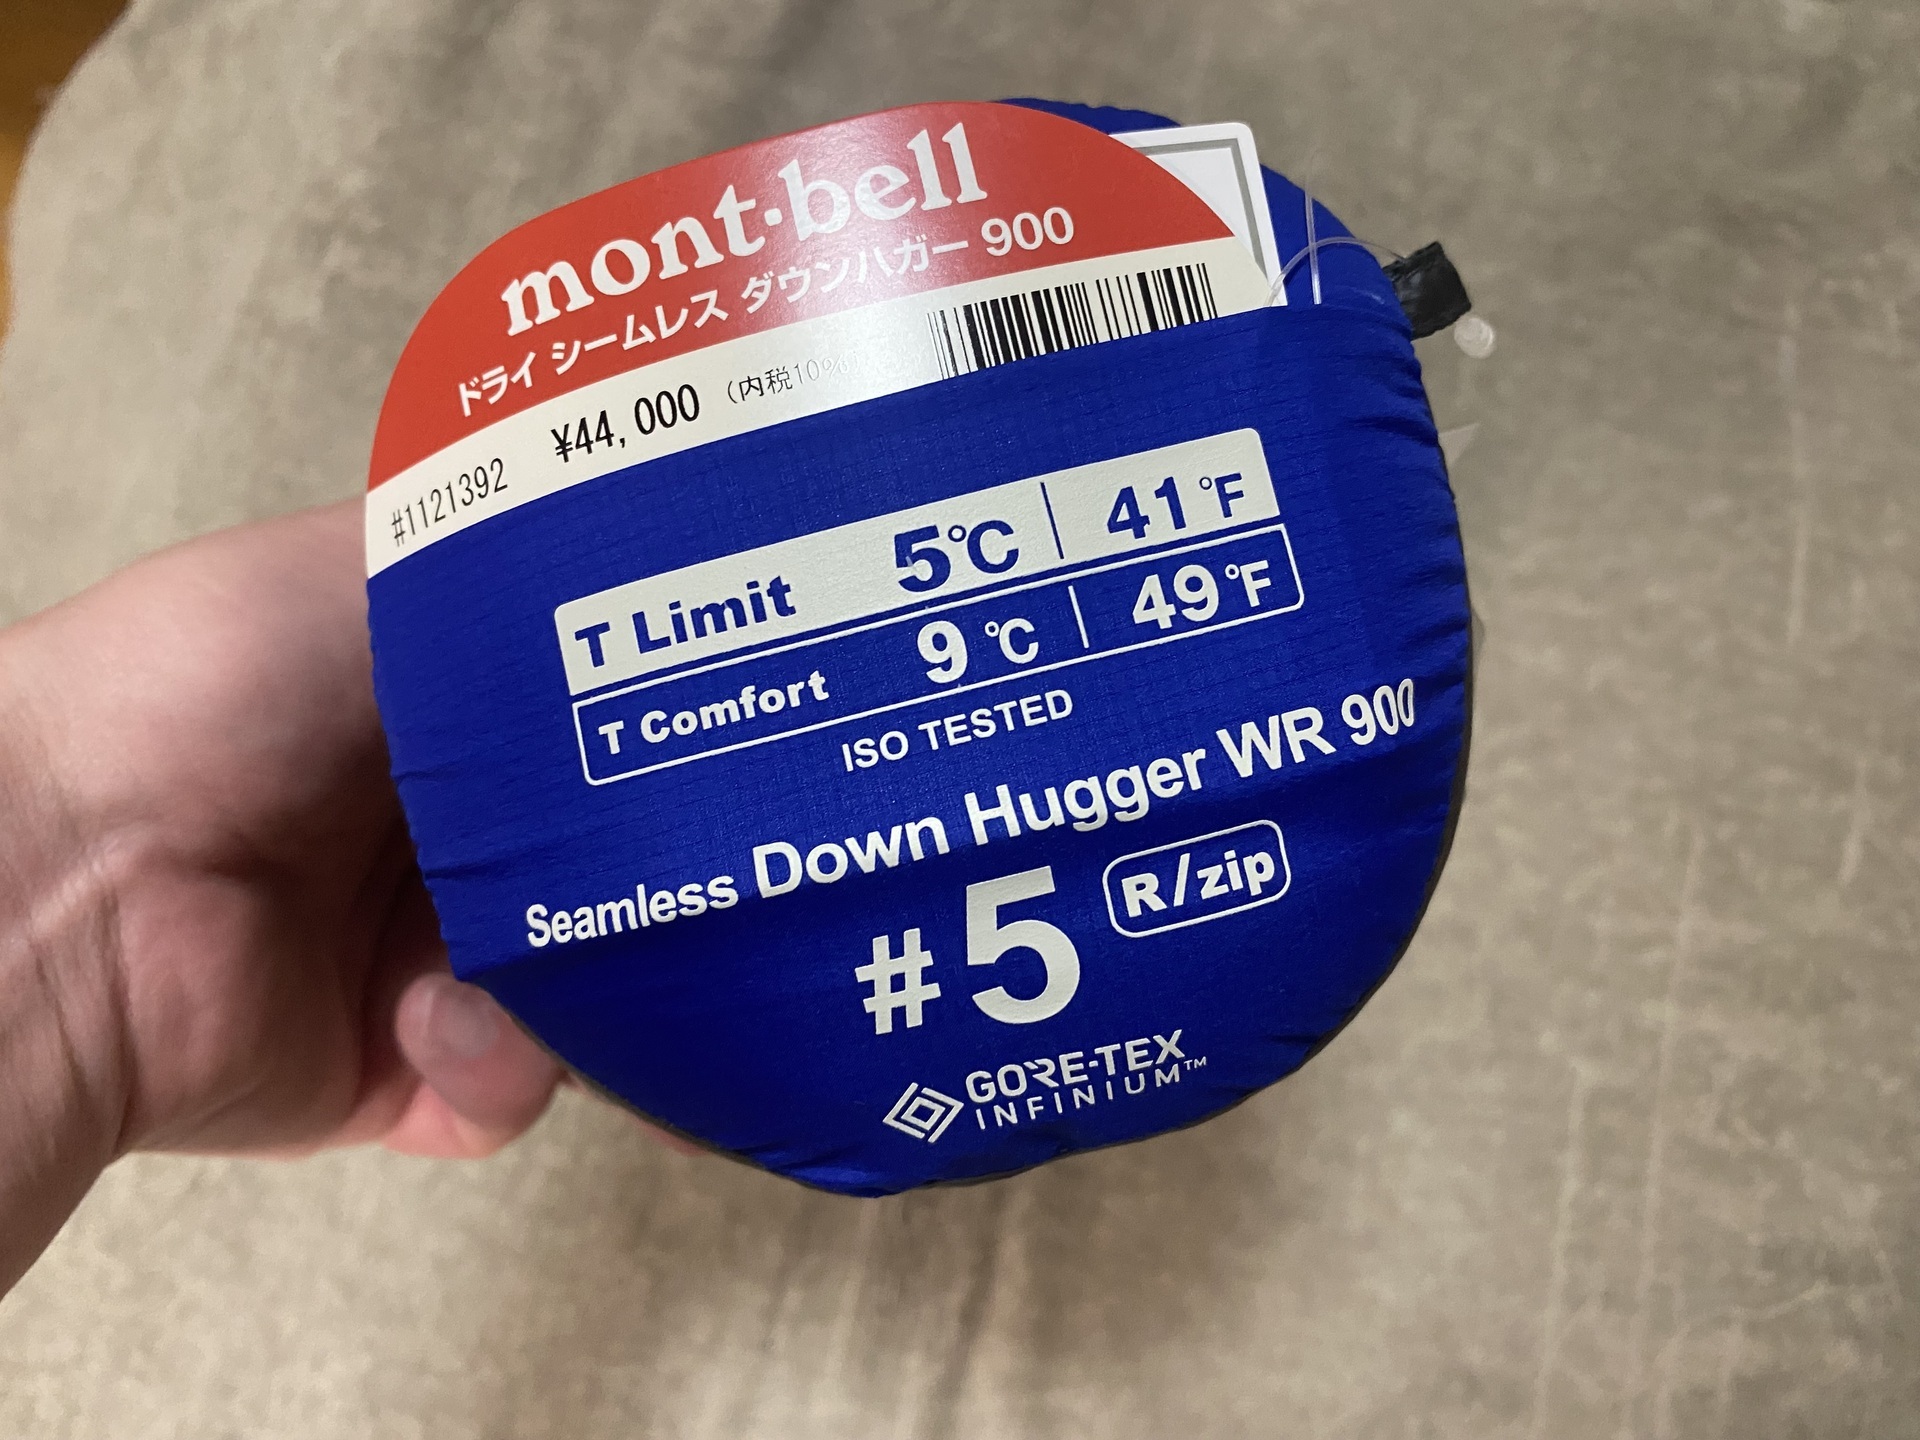 mont-bell
ドライ シームレス ダウンハガー 900
#1121392 ¥44,000 (内税10%)
T Limit 5℃ | 41°F
T Comfort 9℃ | 49°F
ISO TESTED
Seamless Down Hugger WR 900
#5 R/zip
GORE-TEX
INFINIUM™